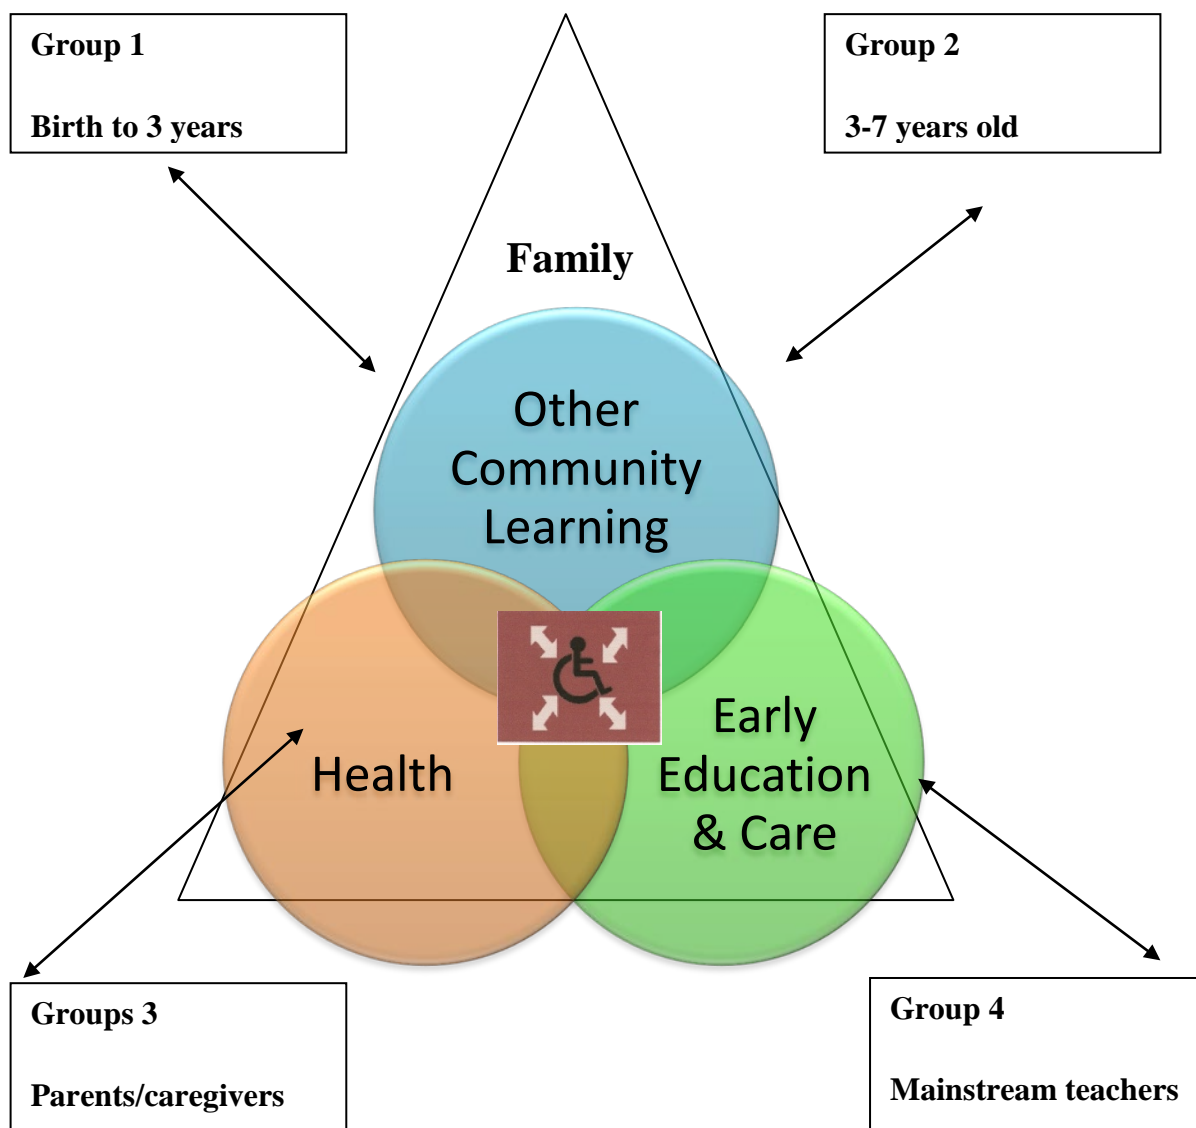 Group 1
Birth to 3 years
Group 2
3-7 years old
Family
Other
Community
Learning
Health
Early
Education
& Care
Groups 3
Parents/caregivers
Group 4
Mainstream teachers